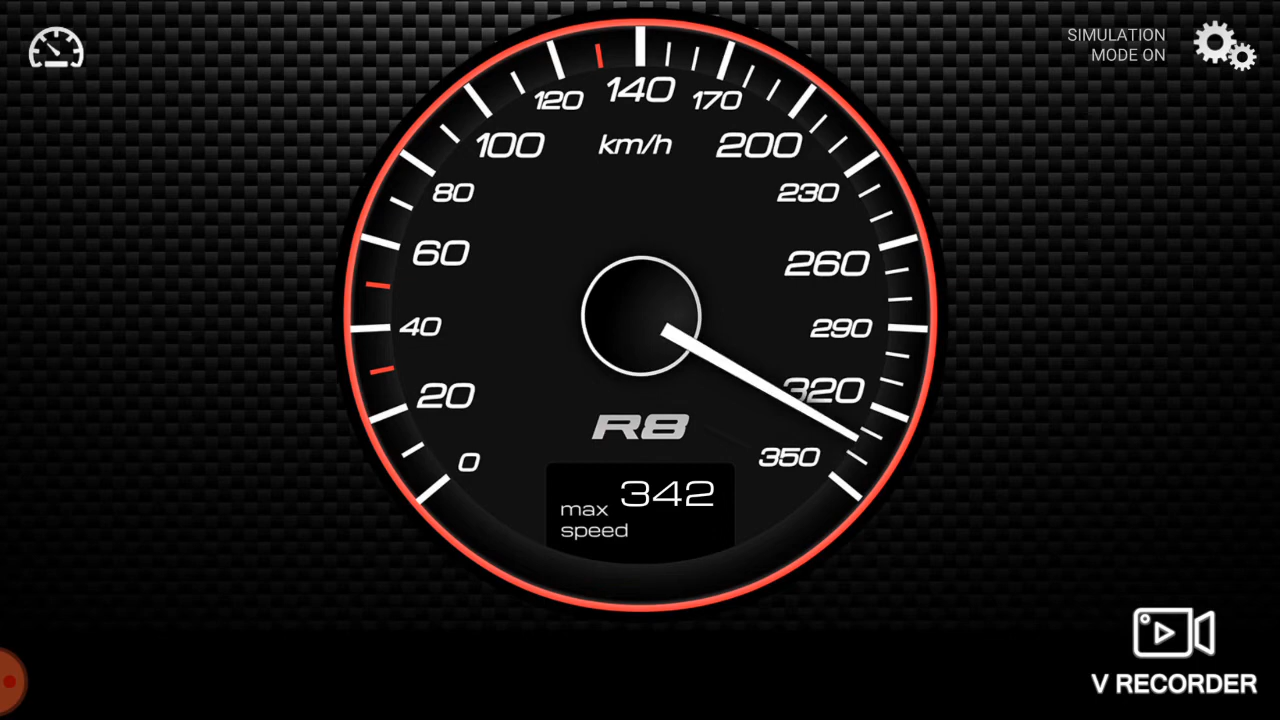 SIMULATION
MODE ON
120 140 170
100 km/h 200
80 230
60 260
40 290
20 320
0 350
R8
342
max
speed
V RECORDER